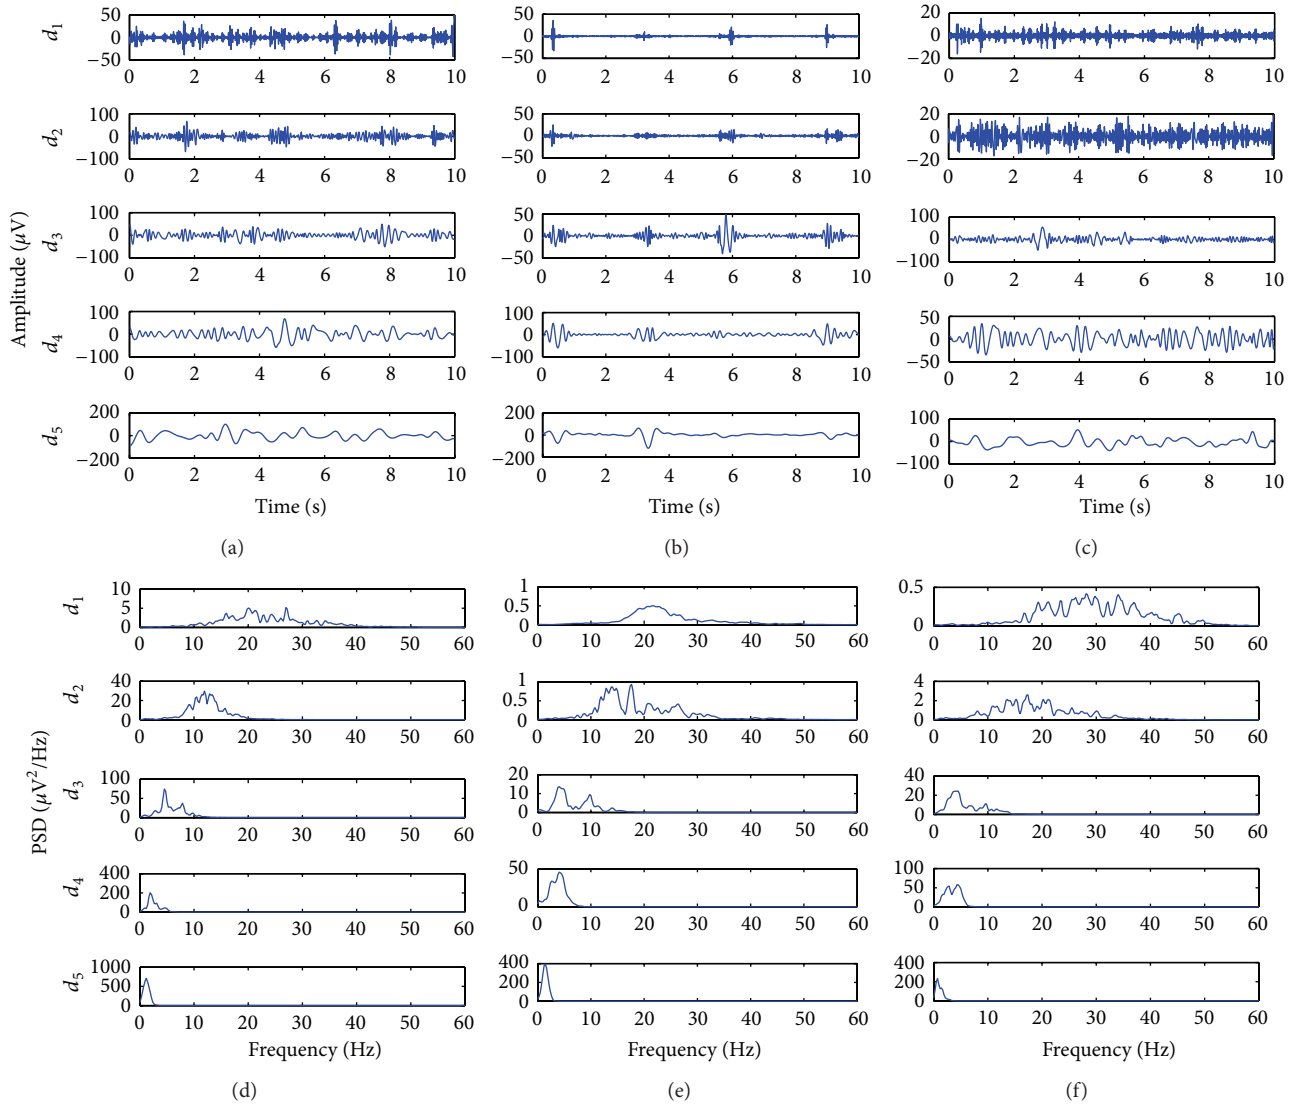 Amplitude (μV)
d1 50 0 −50 0 2 4 6 8 10
50 0 −50 0 2 4 6 8 10
20 0 −20 0 2 4 6 8 10
d2 100 0 −100 0 2 4 6 8 10
50 0 −50 0 2 4 6 8 10
20 0 −20 0 2 4 6 8 10
d3 100 0 −100 0 2 4 6 8 10
50 0 −50 0 2 4 6 8 10
100 0 −100 0 2 4 6 8 10
d4 100 0 −100 0 2 4 6 8 10
100 0 −100 0 2 4 6 8 10
50 0 −50 0 2 4 6 8 10
d5 200 0 −200 0 2 4 6 8 10
200 0 −200 0 2 4 6 8 10
100 0 −100 0 2 4 6 8 10
Time (s) Time (s) Time (s)
(a) (b) (c)
PSD (μV²/Hz)
d1 10 5 0 0 10 20 30 40 50 60
1 0.5 0 0 10 20 30 40 50 60
0.5 0 0 10 20 30 40 50 60
d2 40 20 0 0 10 20 30 40 50 60
1 0.5 0 0 10 20 30 40 50 60
4 2 0 0 10 20 30 40 50 60
d3 100 50 0 0 10 20 30 40 50 60
20 10 0 0 10 20 30 40 50 60
40 20 0 0 10 20 30 40 50 60
d4 400 200 0 0 10 20 30 40 50 60
50 0 0 10 20 30 40 50 60
100 50 0 0 10 20 30 40 50 60
d5 1000 500 0 0 10 20 30 40 50 60
400 200 0 0 10 20 30 40 50 60
400 200 0 0 10 20 30 40 50 60
Frequency (Hz) Frequency (Hz) Frequency (Hz)
(d) (e) (f)